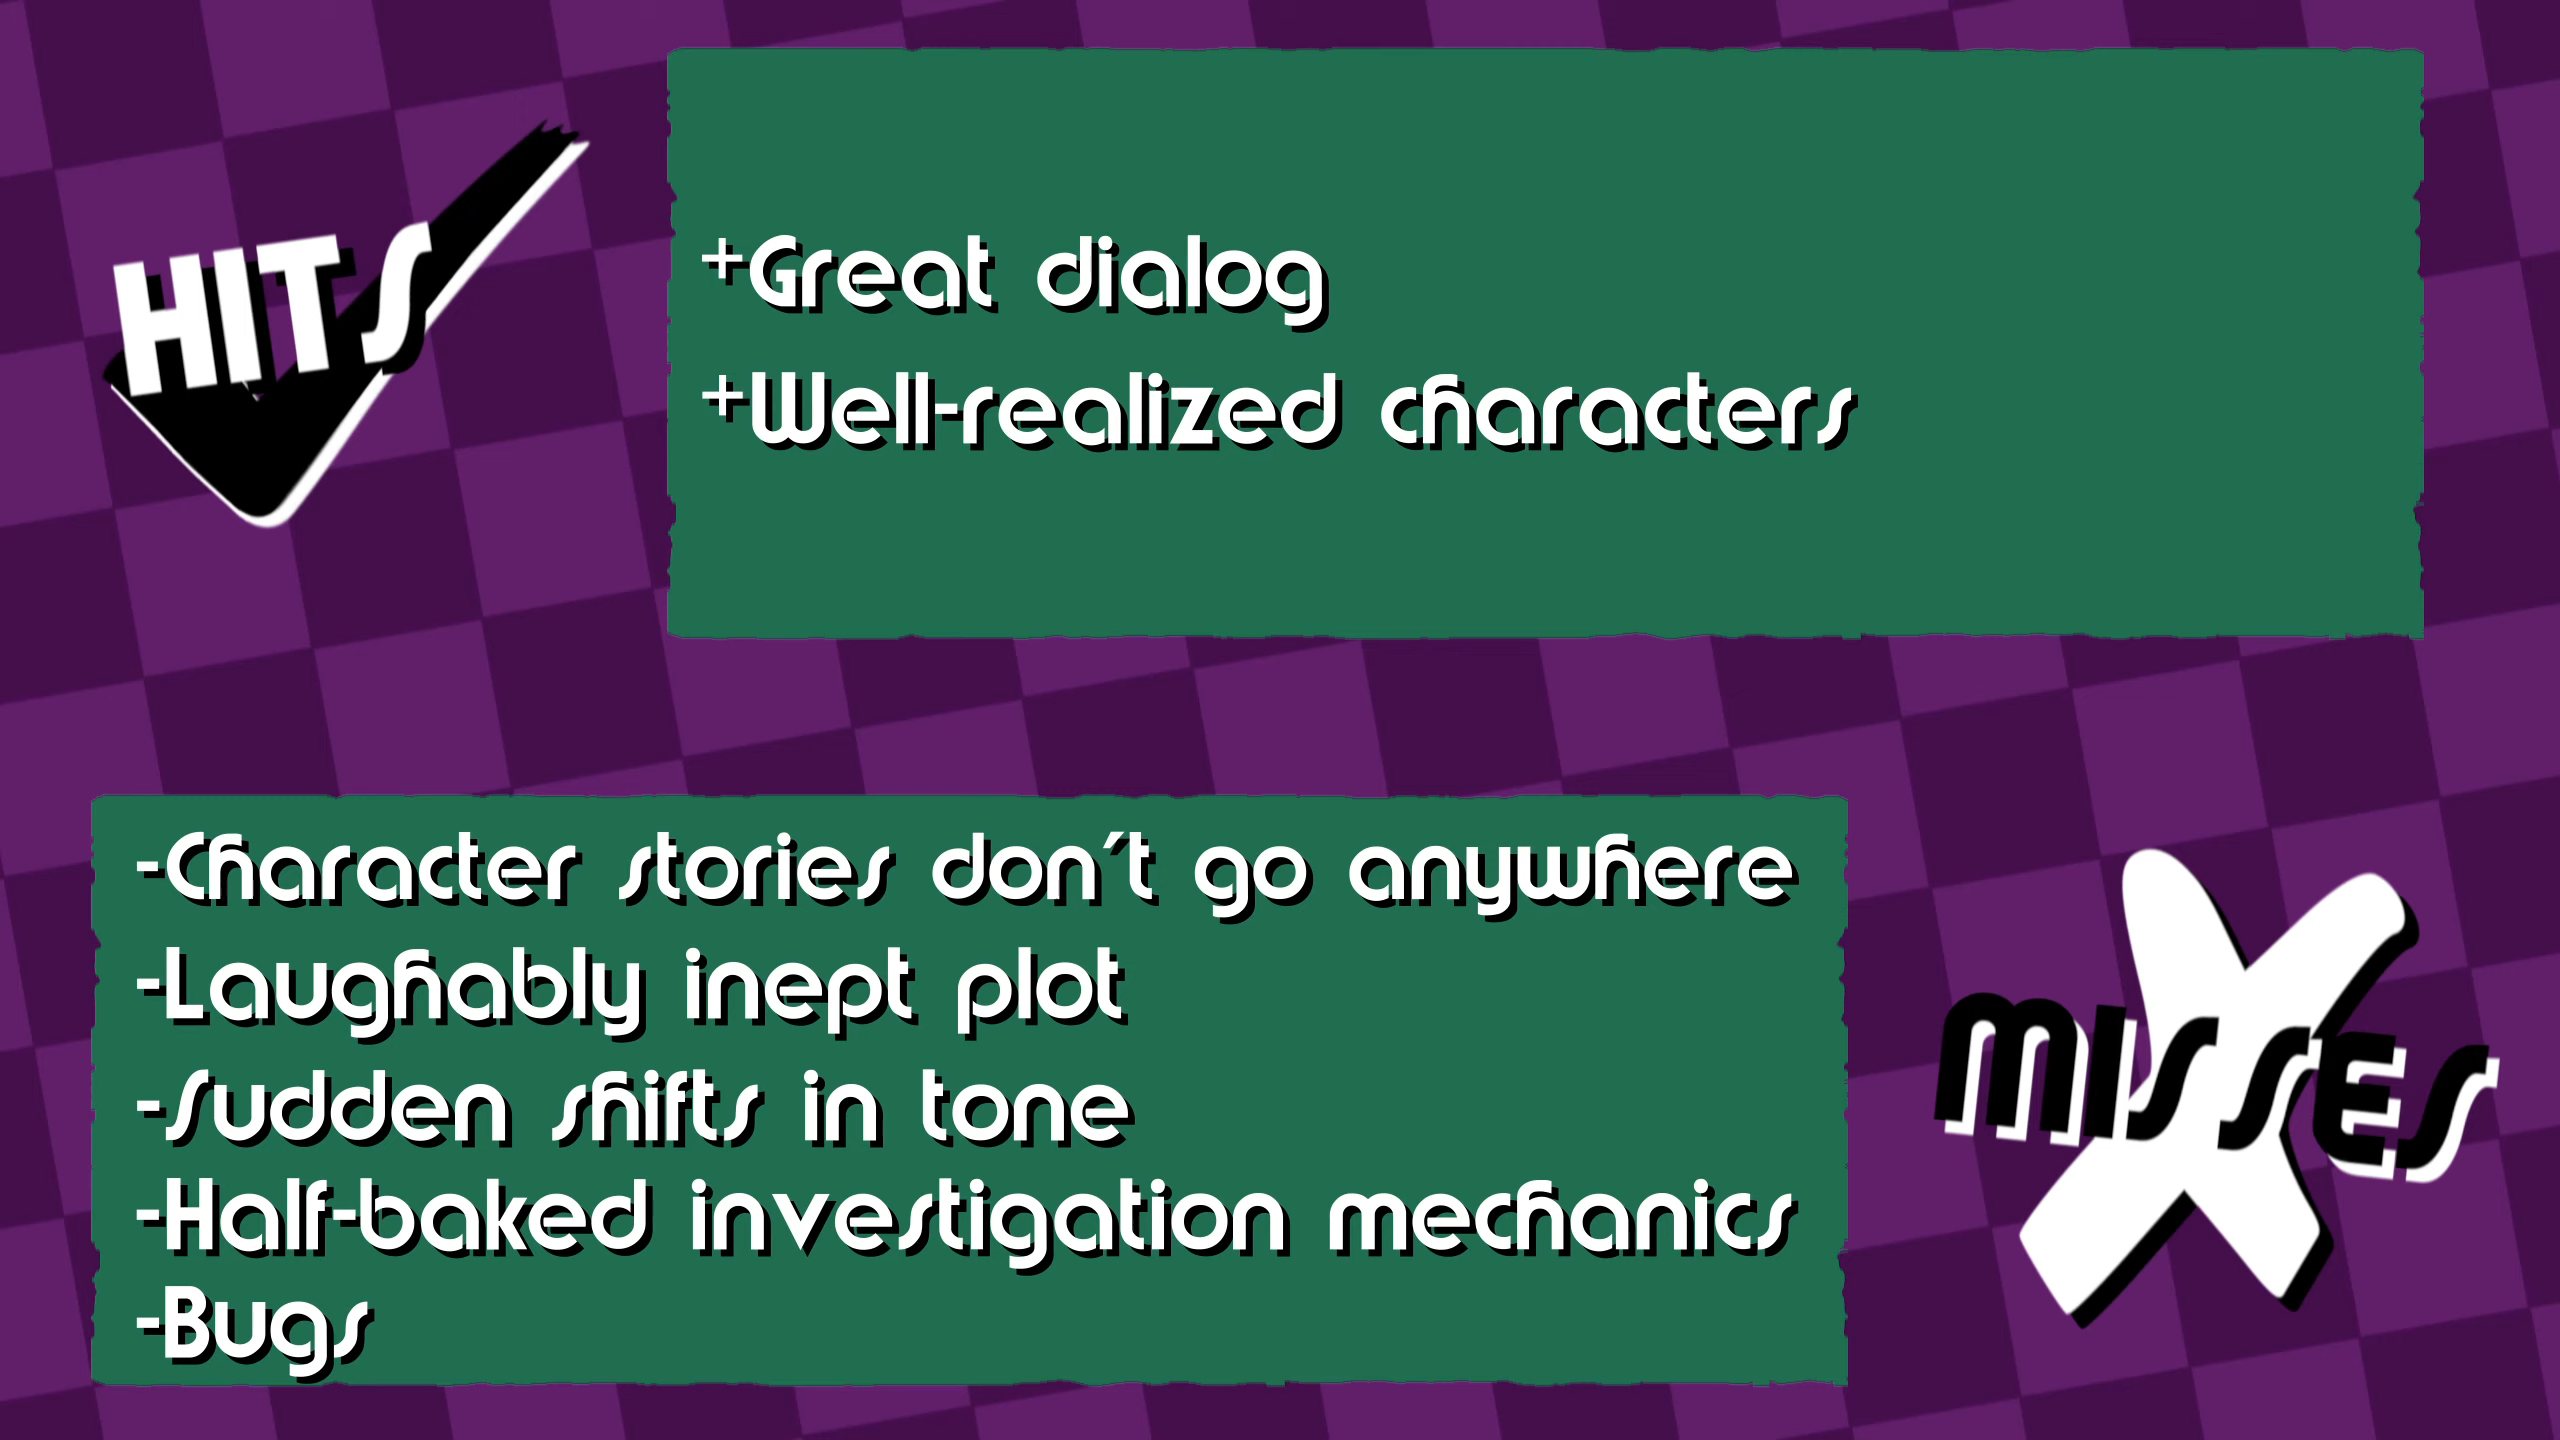 HITS
+Great dialog
+Well-realized characters
-Character stories don't go anywhere
-Laughably inept plot
-Sudden shifts in tone
-Half-baked investigation mechanics
-Bugs
MISSES